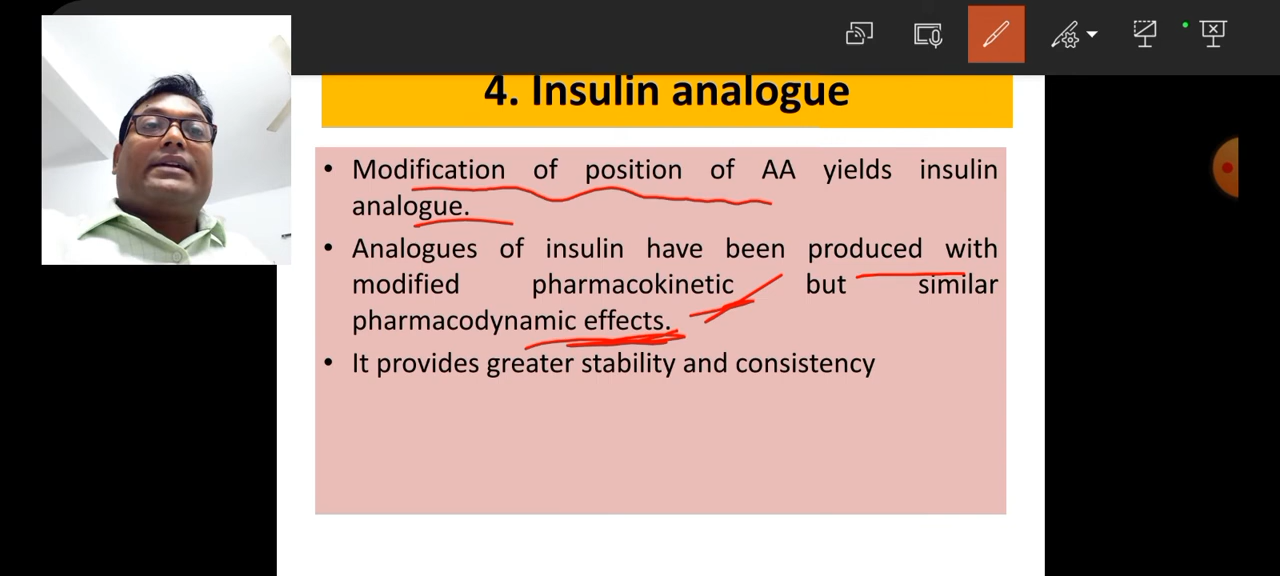 4. Insulin analogue
• Modification of position of AA yields insulin
analogue.
• Analogues of insulin have been produced with
modified pharmacokinetic but similar
pharmacodynamic effects.
• It provides greater stability and consistency